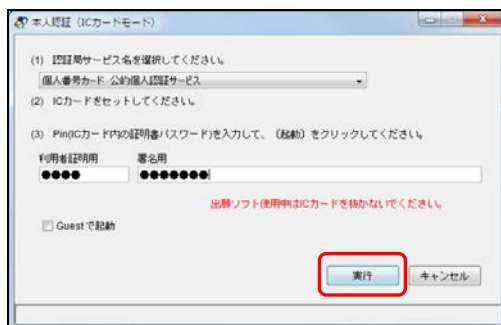 本人認証（ICカードモード）
(1) 認証局サービス名を選択してください。
個人番号カード 公的個人認証サービス
(2) ICカードをセットしてください。
(3) Pin(ICカード内の証明書パスワード)を入力して、（起動）をクリックしてください。
利用者証明用 署名用
●●●● ●●●●●●●
出願ソフト使用中はICカードを抜かないでください。
Guestで起動
実行 キャンセル